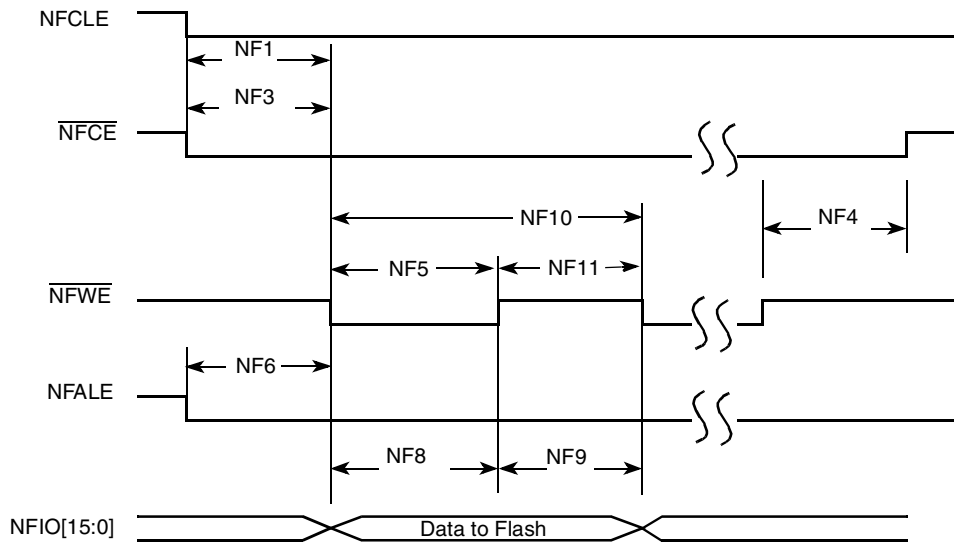 NFCLE
NF1
NF3
NFCE
NF10
NF4
NF5
NF11
NFWE
NF6
NFALE
NF8
NF9
NFIO[15:0]
Data to Flash